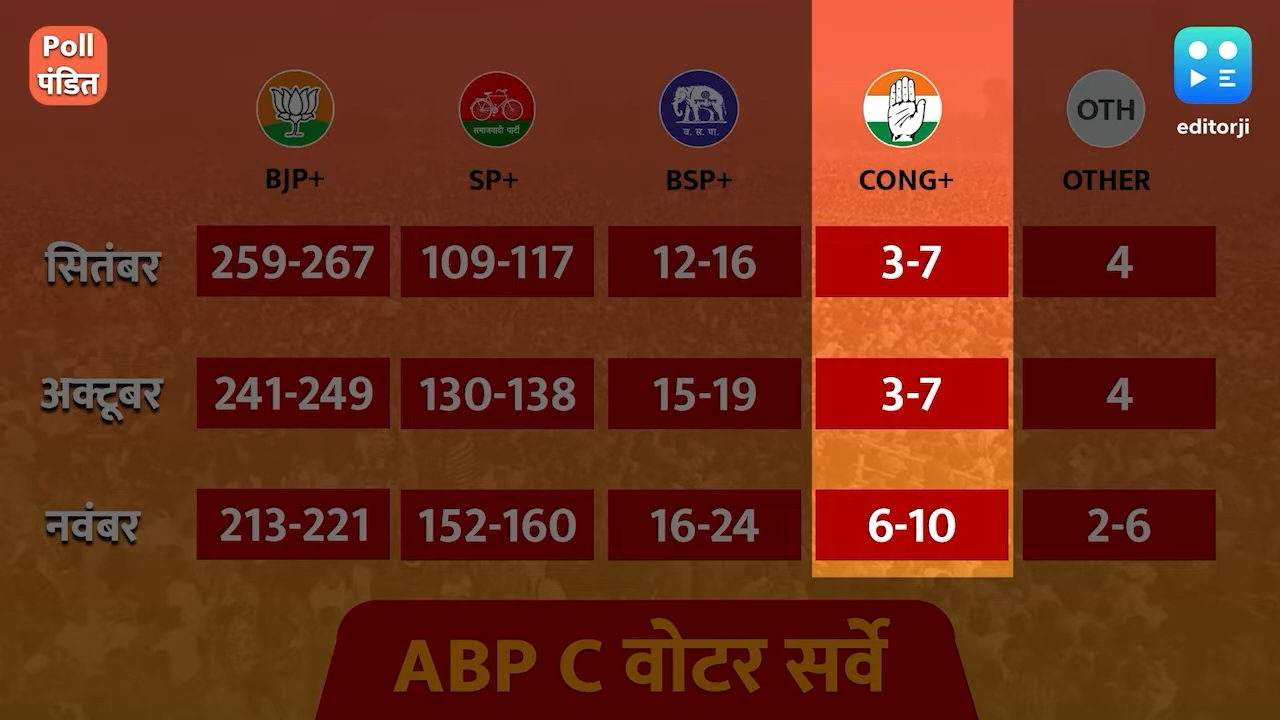 Poll
पंडित
editorji
OTH
समाजवादी पार्टी
ब. स. पा.
BJP+ SP+ BSP+ CONG+ OTHER
सितंबर 259-267 109-117 12-16 3-7 4
अक्टूबर 241-249 130-138 15-19 3-7 4
नवंबर 213-221 152-160 16-24 6-10 2-6
ABP C वोटर सर्वे